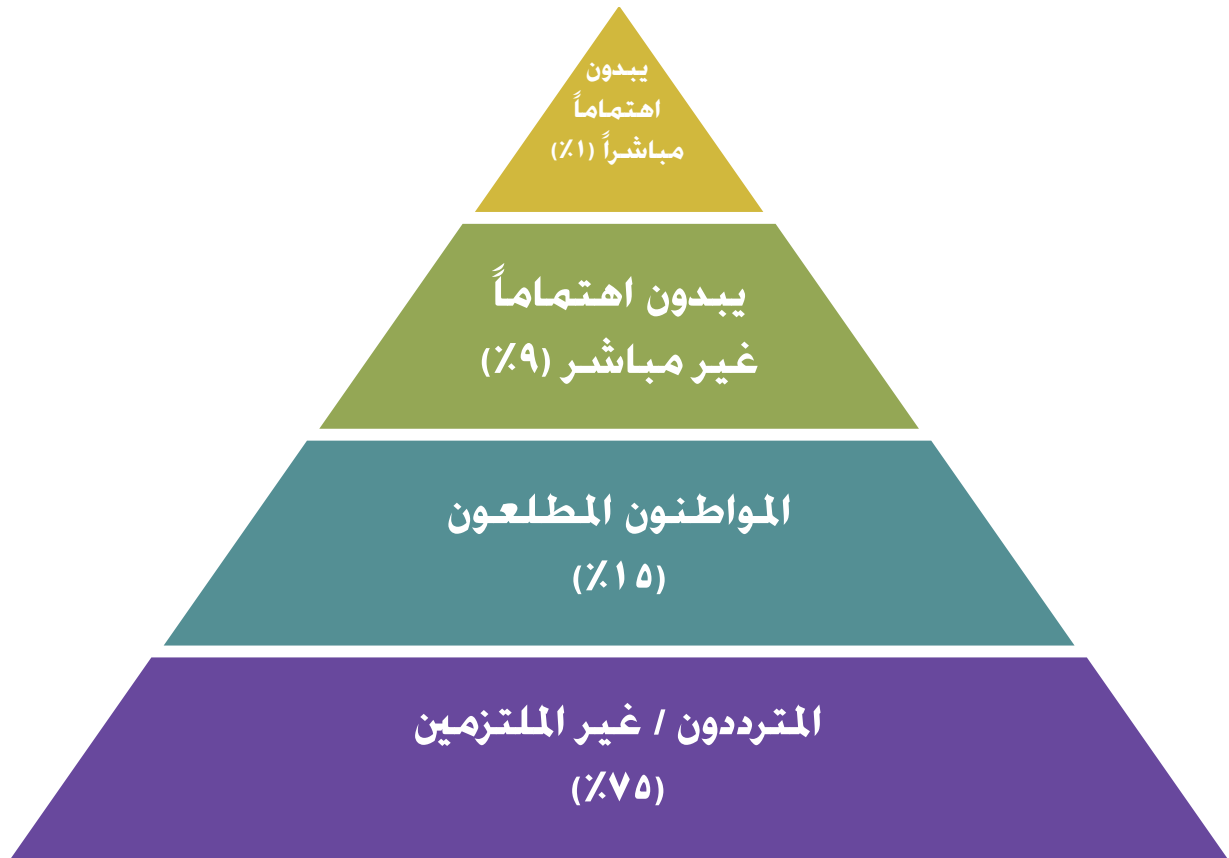 يبدون
اهتماماً
مباشراً (١٪)
يبدون اهتماماً
غير مباشر (٩٪)
المواطنون المطلعون
(١٥٪)
المترددون / غير الملتزمين
(٧٥٪)